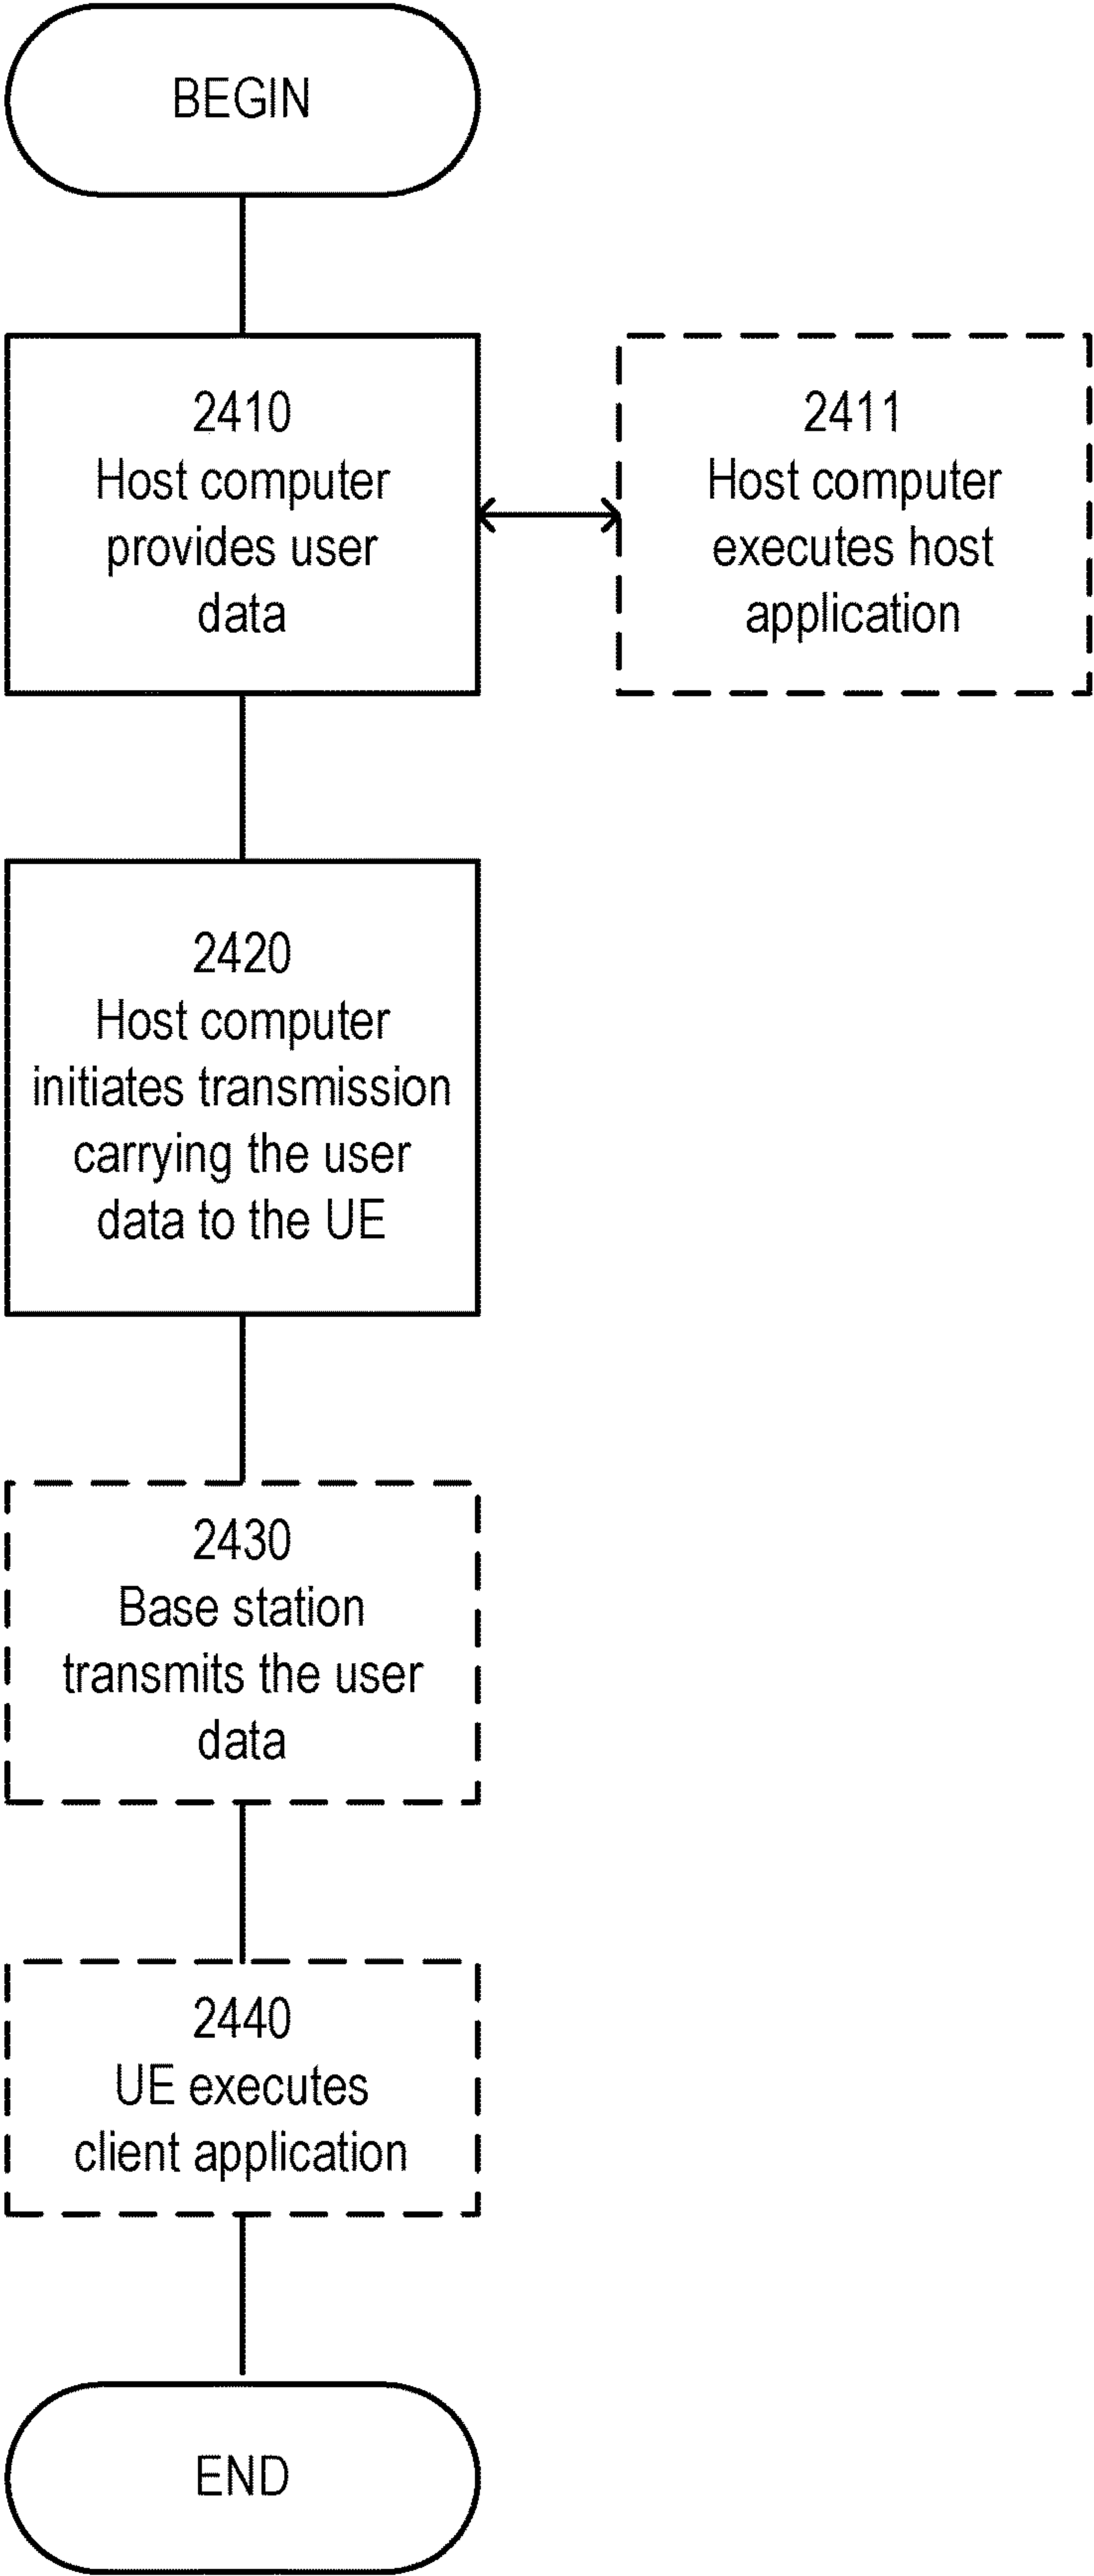 BEGIN
2410
Host computer
provides user
data
2411
Host computer
executes host
application
2420
Host computer
initiates transmission
carrying the user
data to the UE
2430
Base station
transmits the user
data
2440
UE executes
client application
END